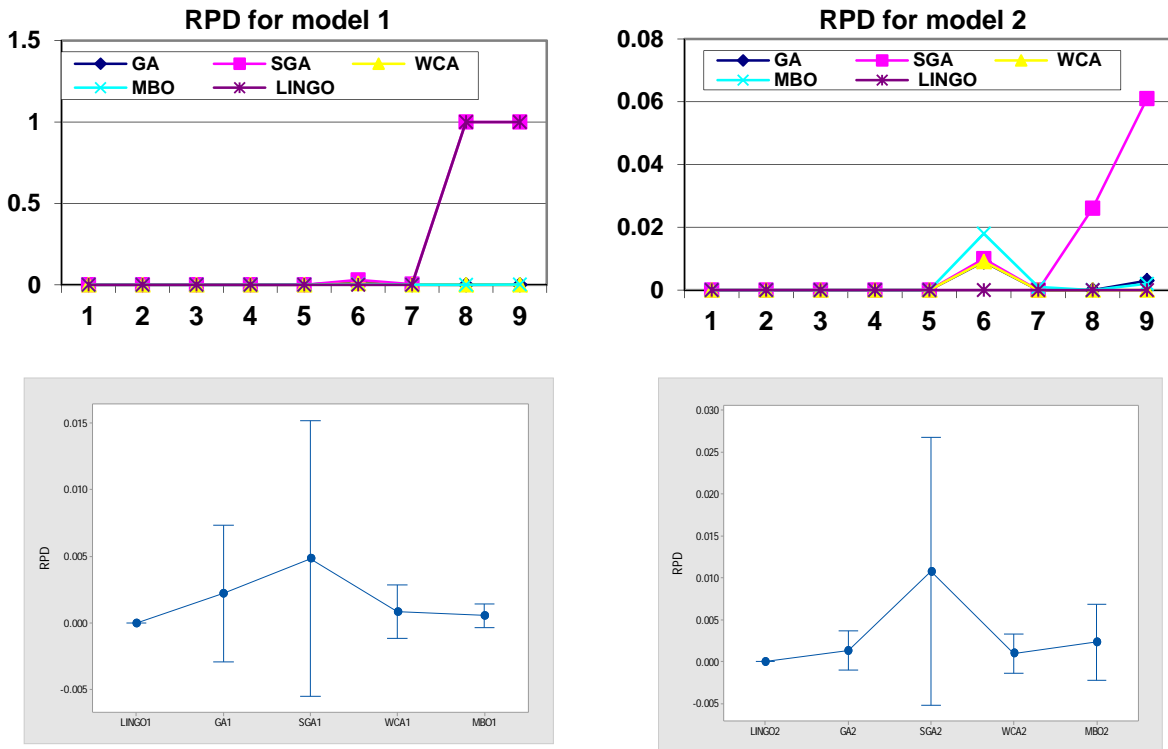 RPD for model 1
1.5
1
0.5
0
GA SGA WCA
MBO LINGO
1 2 3 4 5 6 7 8 9
RPD for model 2
0.08
0.06
0.04
0.02
0
GA SGA WCA
MBO LINGO
1 2 3 4 5 6 7 8 9
0.015
0.010
0.005
0.000
-0.005
RPD
LINGO1 GA1 SGA1 WCA1 MBO1
0.030
0.025
0.020
0.015
0.010
0.005
0.000
-0.005
RPD
LINGO2 GA2 SGA2 WCA2 MBO2